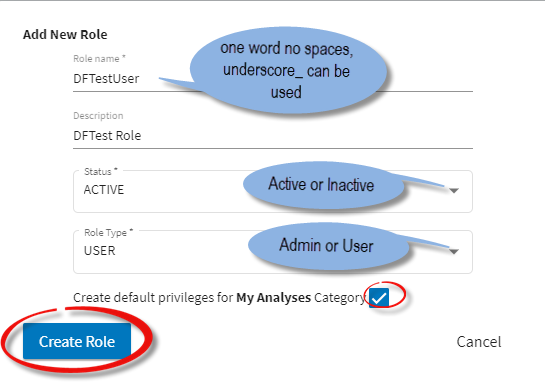 Add New Role
Role name *
DFTestUser
one word no spaces,
underscore_ can be
used
Description
DFTest Role
Status *
ACTIVE
Active or Inactive
Role Type *
USER
Admin or User
Create default privileges for My Analyses Category
Create Role
Cancel